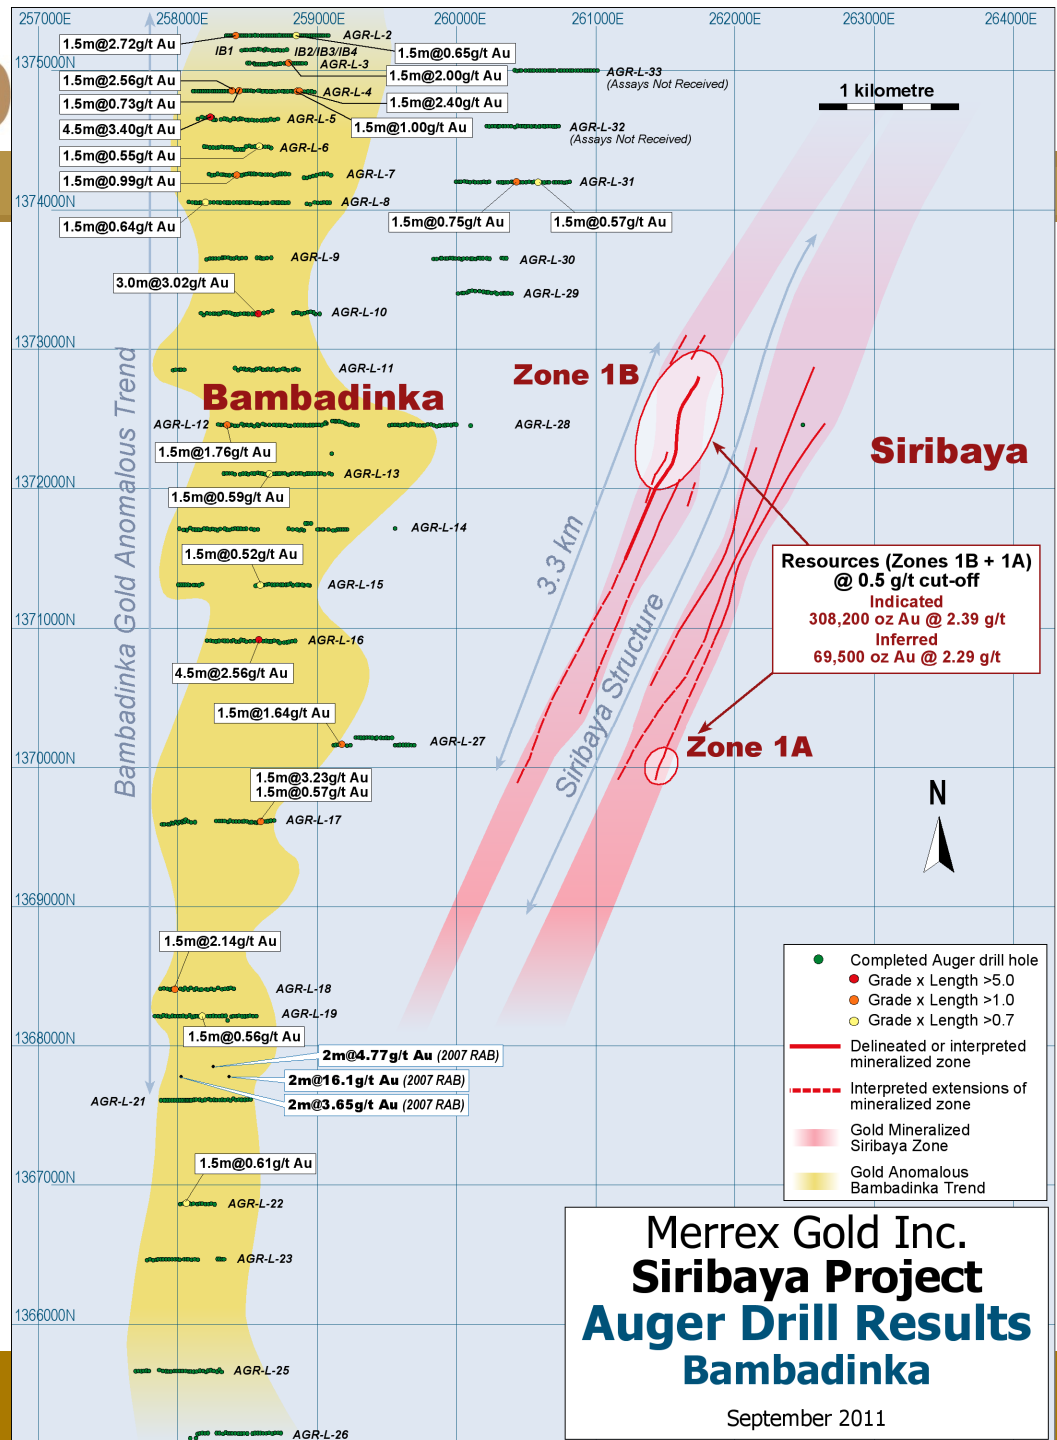 257000E 258000E 259000E 260000E 261000E 262000E 263000E 264000E
1375000N
1374000N
1373000N
1372000N
1371000N
1370000N
1369000N
1368000N
1367000N
1366000N
AGR-L-2
1.5m@2.72g/t Au
1.5m@0.65g/t Au
IB1
IB2/IB3/IB4
AGR-L-3
1.5m@2.00g/t Au
1.5m@2.56g/t Au
AGR-L-4
1.5m@0.73g/t Au
1.5m@2.40g/t Au
1.5m@1.00g/t Au
AGR-L-5
4.5m@3.40g/t Au
AGR-L-6
1.5m@0.55g/t Au
AGR-L-7
1.5m@0.99g/t Au
AGR-L-8
1.5m@0.64g/t Au
AGR-L-33
(Assays Not Received)
AGR-L-32
(Assays Not Received)
AGR-L-31
1.5m@0.75g/t Au
1.5m@0.57g/t Au
1 kilometre
AGR-L-9
AGR-L-30
3.0m@3.02g/t Au
AGR-L-29
AGR-L-10
AGR-L-11
Zone 1B
Bambadinka
AGR-L-12
AGR-L-28
1.5m@1.76g/t Au
AGR-L-13
1.5m@0.59g/t Au
Siribaya
AGR-L-14
1.5m@0.52g/t Au
AGR-L-15
3.3 km
Siribaya Structure
Bambadinka Gold Anomalous Trend
Resources (Zones 1B + 1A)
@ 0.5 g/t cut-off
Indicated
308,200 oz Au @ 2.39 g/t
Inferred
69,500 oz Au @ 2.29 g/t
AGR-L-16
4.5m@2.56g/t Au
1.5m@1.64g/t Au
AGR-L-27
Zone 1A
1.5m@3.23g/t Au
1.5m@0.57g/t Au
AGR-L-17
N
1.5m@2.14g/t Au
AGR-L-18
AGR-L-19
1.5m@0.56g/t Au
2m@4.77g/t Au (2007 RAB)
2m@16.1g/t Au (2007 RAB)
2m@3.65g/t Au (2007 RAB)
AGR-L-21
1.5m@0.61g/t Au
AGR-L-22
AGR-L-23
AGR-L-25
AGR-L-26
Completed Auger drill hole
Grade x Length >5.0
Grade x Length >1.0
Grade x Length >0.7
Delineated or interpreted
mineralized zone
Interpreted extensions of
mineralized zone
Gold Mineralized
Siribaya Zone
Gold Anomalous
Bambadinka Trend
Merrex Gold Inc.
Siribaya Project
Auger Drill Results
Bambadinka
September 2011